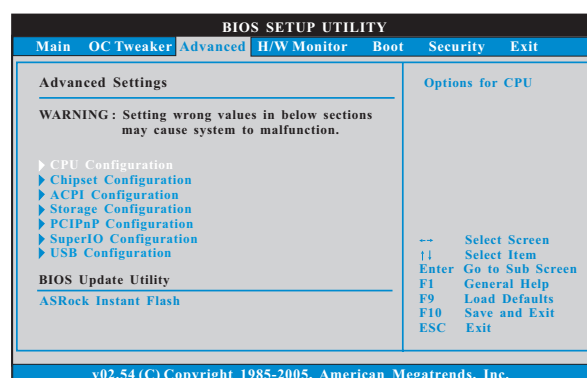 BIOS SETUP UTILITY
Main OC Tweaker Advanced H/W Monitor Boot Security Exit
Advanced Settings
WARNING : Setting wrong values in below sections
may cause system to malfunction.
CPU Configuration
Chipset Configuration
ACPI Configuration
Storage Configuration
PCIPnP Configuration
SuperIO Configuration
USB Configuration
BIOS Update Utility
ASRock Instant Flash
Options for CPU
←→ Select Screen
↑↓ Select Item
Enter Go to Sub Screen
F1 General Help
F9 Load Defaults
F10 Save and Exit
ESC Exit
v02.54 (C) Copyright 1985-2005, American Megatrends, Inc.